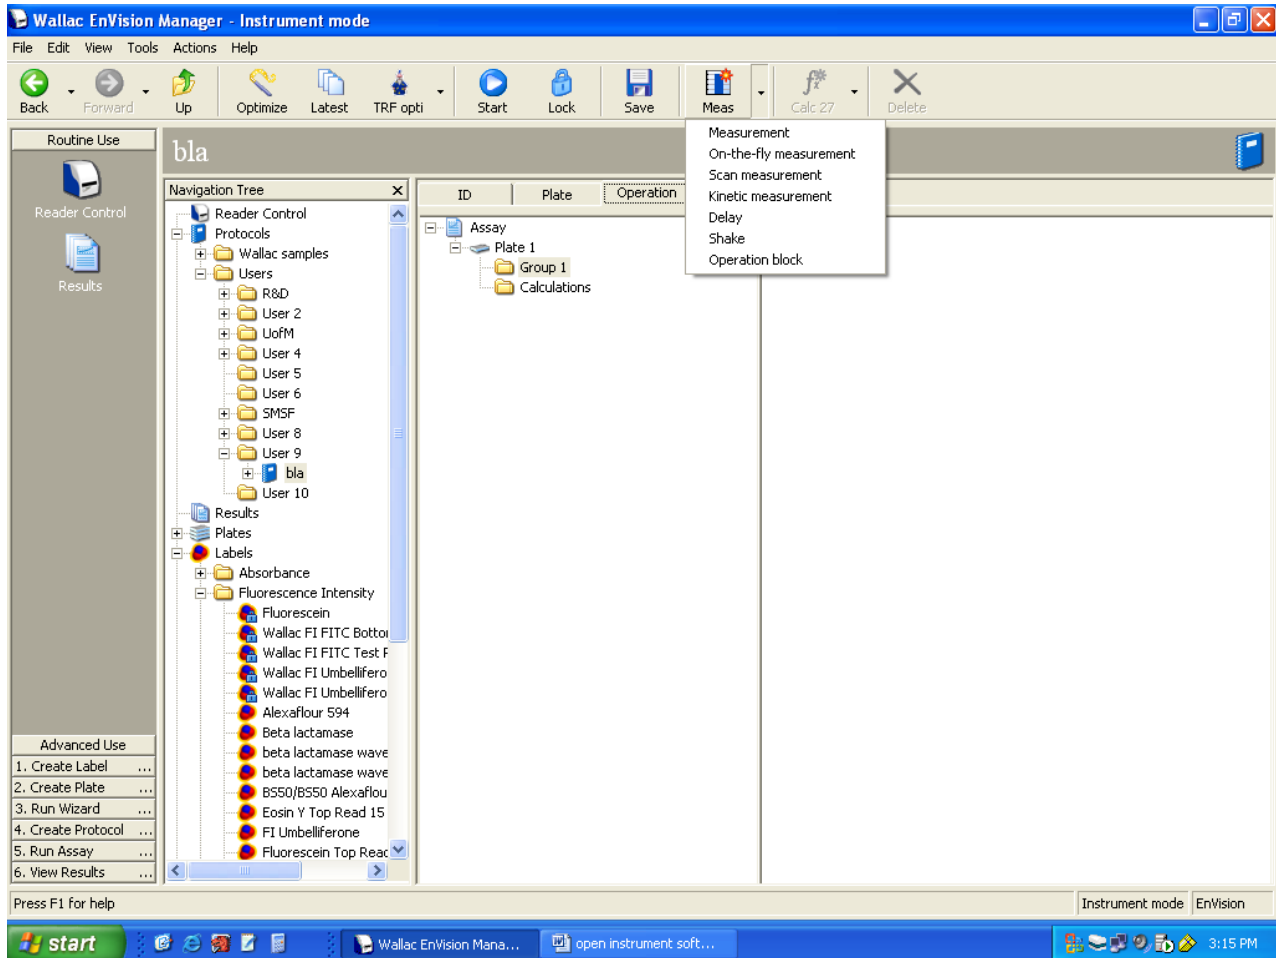 Wallac EnVision Manager - Instrument mode
File Edit View Tools Actions Help
Back Forward Up Optimize Latest TRF opti Start Lock Save Meas Calc 27 Delete
Routine Use
Reader Control
Results
bla
Navigation Tree
Reader Control
Protocols
Wallac samples
Users
R&D
User 2
UofM
User 4
User 5
User 6
SMSF
User 8
User 9
bla
User 10
Results
Plates
Labels
Absorbance
Fluorescence Intensity
Fluorescein
Wallac FI FITC Bottor
Wallac FI FITC Test F
Wallac FI Umbellifero
Wallac FI Umbellifero
Alexaflour 594
Beta lactamase
beta lactamase wave
beta lactamase wave
BS50/BS50 Alexaflou
Eosin Y Top Read 15
FI Umbelliferone
Fluorescein Top Read
ID Plate Operation
Assay
Plate 1
Group 1
Calculations
Measurement
On-the-fly measurement
Scan measurement
Kinetic measurement
Delay
Shake
Operation block
Advanced Use
1. Create Label ...
2. Create Plate ...
3. Run Wizard ...
4. Create Protocol ...
5. Run Assay ...
6. View Results ...
Press F1 for help
Instrument mode EnVision
start
Wallac EnVision Mana...
open instrument soft...
3:15 PM